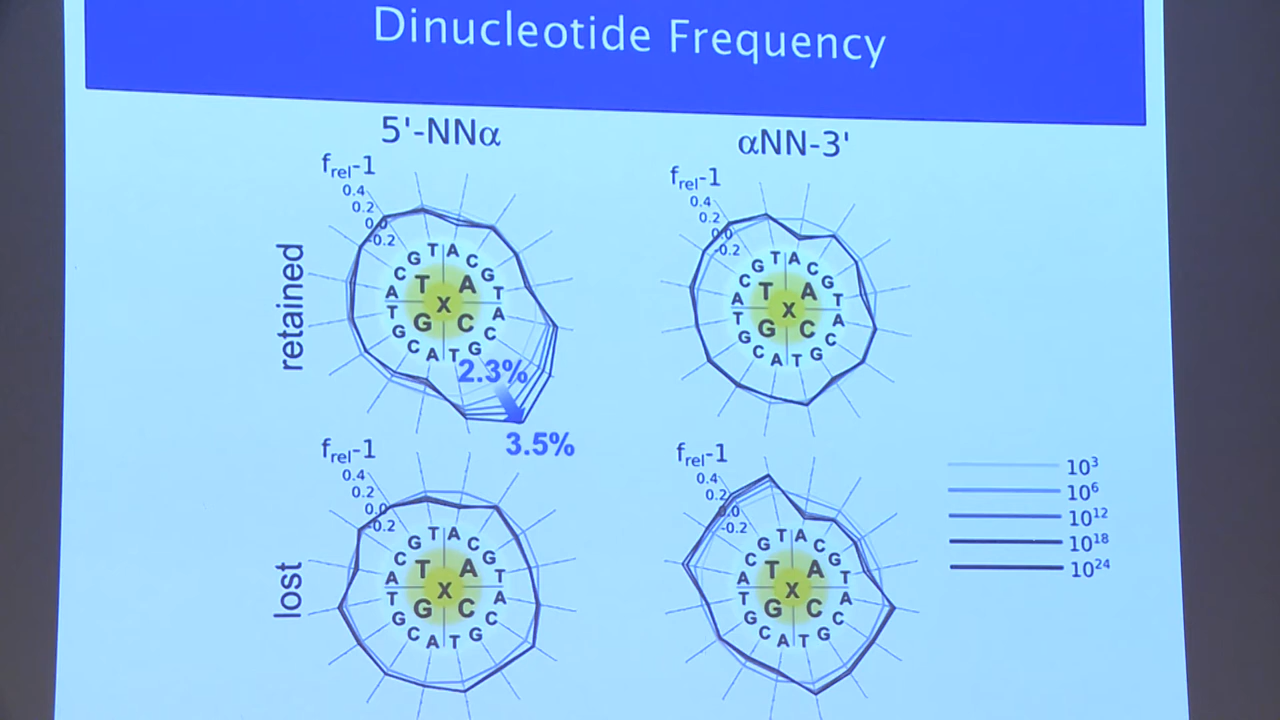 Dinucleotide Frequency
5'-NNα
αNN-3'
retained
f_rel-1
0.4
0.2
0.0
-0.2
T A C G T A C G T A C G T A C G
T A C G
X
2.3%
3.5%
f_rel-1
0.4
0.2
0.0
-0.2
T A C G T A C G T A C G T A C G
T A C G
X
lost
f_rel-1
0.4
0.2
0.0
-0.2
T A C G T A C G T A C G T A C G
T A C G
X
f_rel-1
0.4
0.2
0.0
-0.2
T A C G T A C G T A C G T A C G
T A C G
X
10³
10⁶
10¹²
10¹⁸
10²⁴